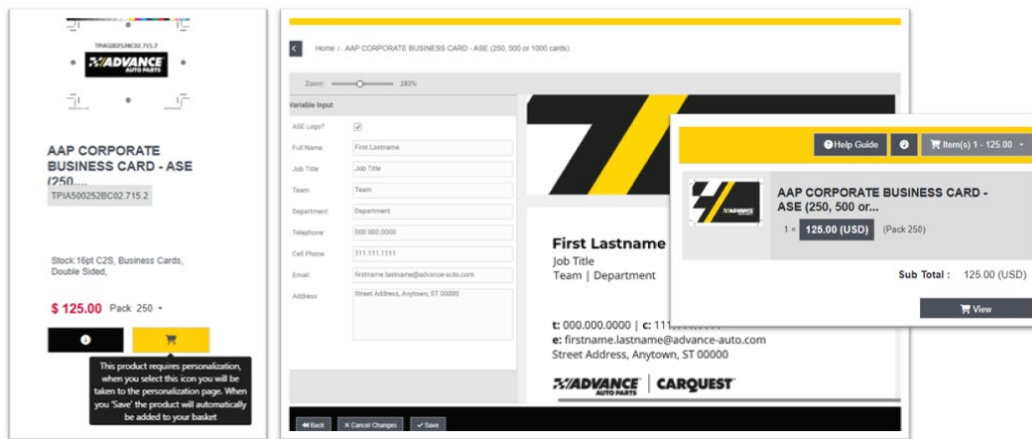 TPIA500252BC02.715.2
ADVANCE
AUTO PARTS
AAP CORPORATE
BUSINESS CARD - ASE
(250,...
TPIA500252BC02.715.2
Stock:16pt C2S, Business Cards,
Double Sided,
$ 125.00 Pack 250
This product requires personalization,
when you select this icon you will be
taken to the personalization page. When
you 'Save' the product will automatically
be added to your basket
Home / AAP CORPORATE BUSINESS CARD - ASE (250, 500 or 1000 cards)
Zoom: 282%
Variable Input
ASE Logo?
Full Name First Lastname
Job Title Job Title
Team Team
Department Department
Telephone 000.000.0000
Cell Phone 111.111.1111
Email firstname.lastname@advance-auto.com
Address Street Address, Anytown, ST 00000
Back Cancel Changes Save
First Lastname
Job Title
Team | Department
t: 000.000.0000 | c: 111.
e: firstname.lastname@advance-auto.com
Street Address, Anytown, ST 00000
ADVANCE CARQUEST
AUTO PARTS
Help Guide Item(s) 1 - 125.00
ADVANCE
AAP CORPORATE BUSINESS CARD -
ASE (250, 500 or...
1 × 125.00 (USD) (Pack 250)
Sub Total : 125.00 (USD)
View